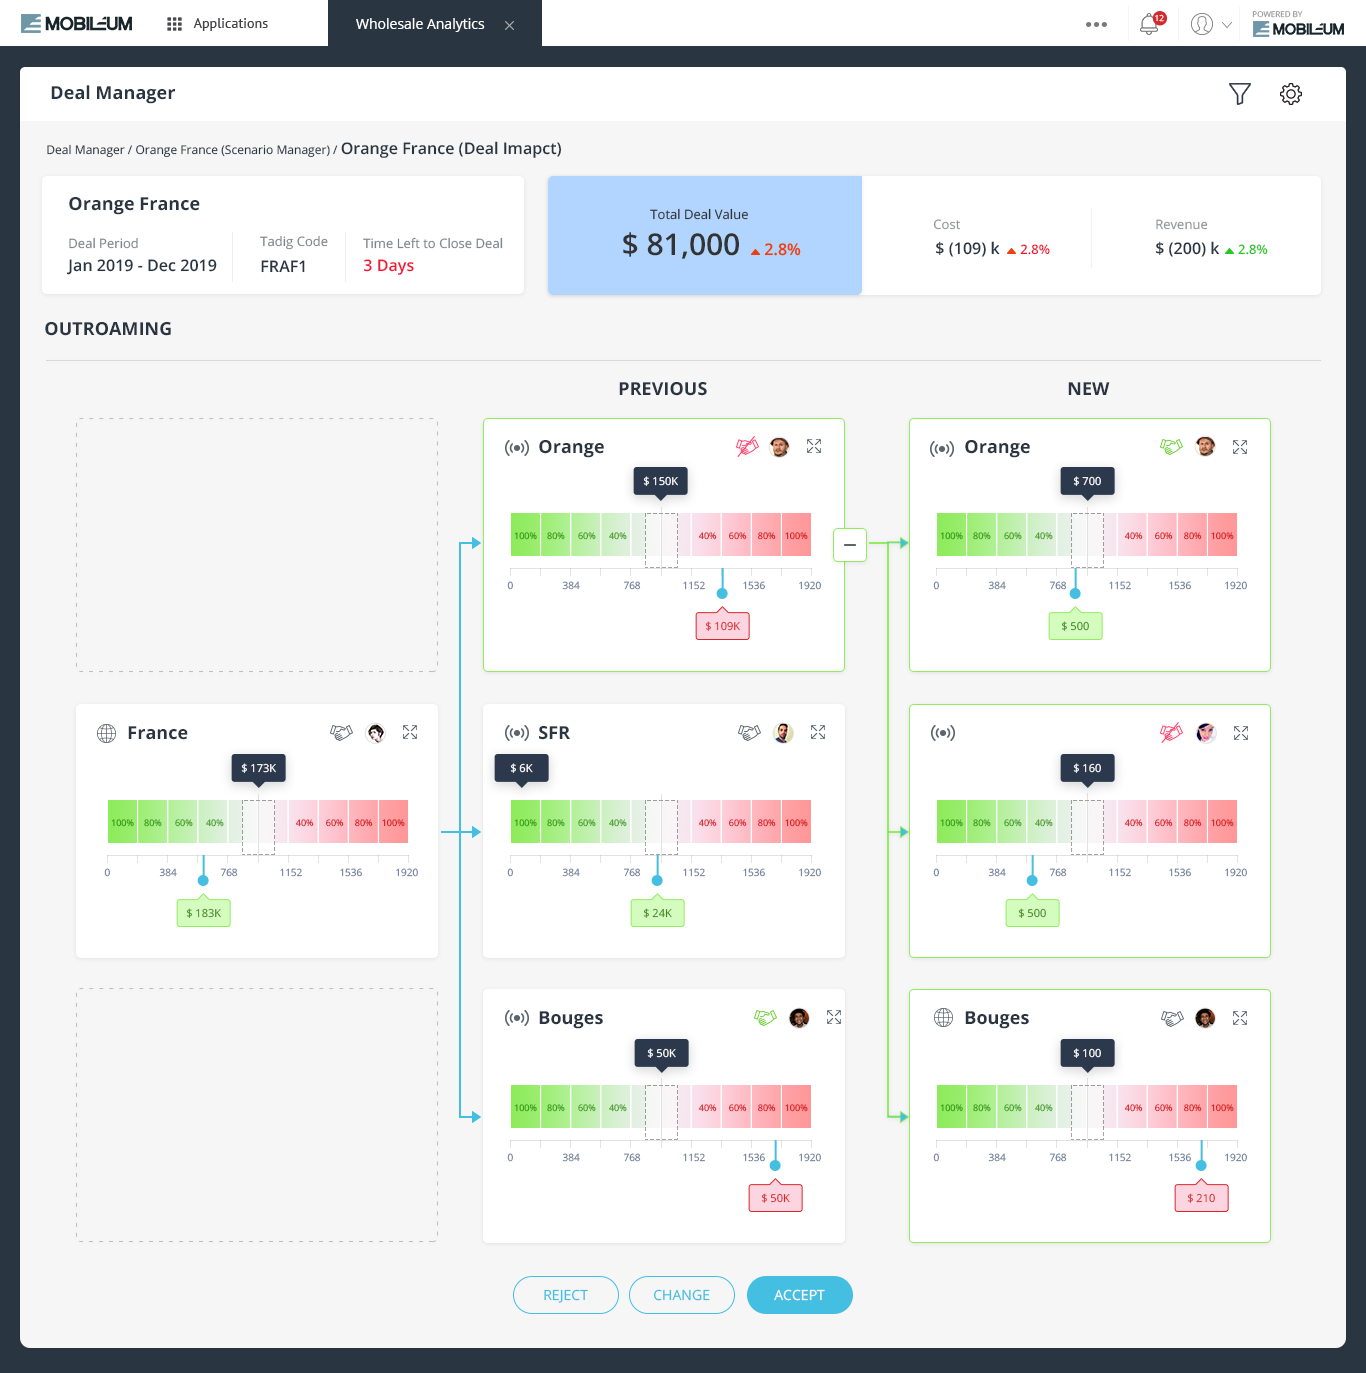 MOBILEUM
Applications
Wholesale Analytics
12
POWERED BY
MOBILEUM
Deal Manager
Deal Manager / Orange France (Scenario Manager) / Orange France (Deal Imapct)
Orange France
Deal Period
Jan 2019 - Dec 2019
Tadig Code
FRAF1
Time Left to Close Deal
3 Days
Total Deal Value
$ 81,000 2.8%
Cost
$ (109) k 2.8%
Revenue
$ (200) k 2.8%
OUTROAMING
PREVIOUS
NEW
Orange
$ 150K
100% 80% 60% 40% 40% 60% 80% 100%
0 384 768 1152 1536 1920
$ 109K
Orange
$ 700
100% 80% 60% 40% 40% 60% 80% 100%
0 384 768 1152 1536 1920
$ 500
France
$ 173K
100% 80% 60% 40% 40% 60% 80% 100%
0 384 768 1152 1536 1920
$ 183K
SFR
$ 6K
100% 80% 60% 40% 40% 60% 80% 100%
0 384 768 1152 1536 1920
$ 24K
$ 160
100% 80% 60% 40% 40% 60% 80% 100%
0 384 768 1152 1536 1920
$ 500
Bouges
$ 50K
100% 80% 60% 40% 40% 60% 80% 100%
0 384 768 1152 1536 1920
$ 50K
Bouges
$ 100
100% 80% 60% 40% 40% 60% 80% 100%
0 384 768 1152 1536 1920
$ 210
REJECT
CHANGE
ACCEPT